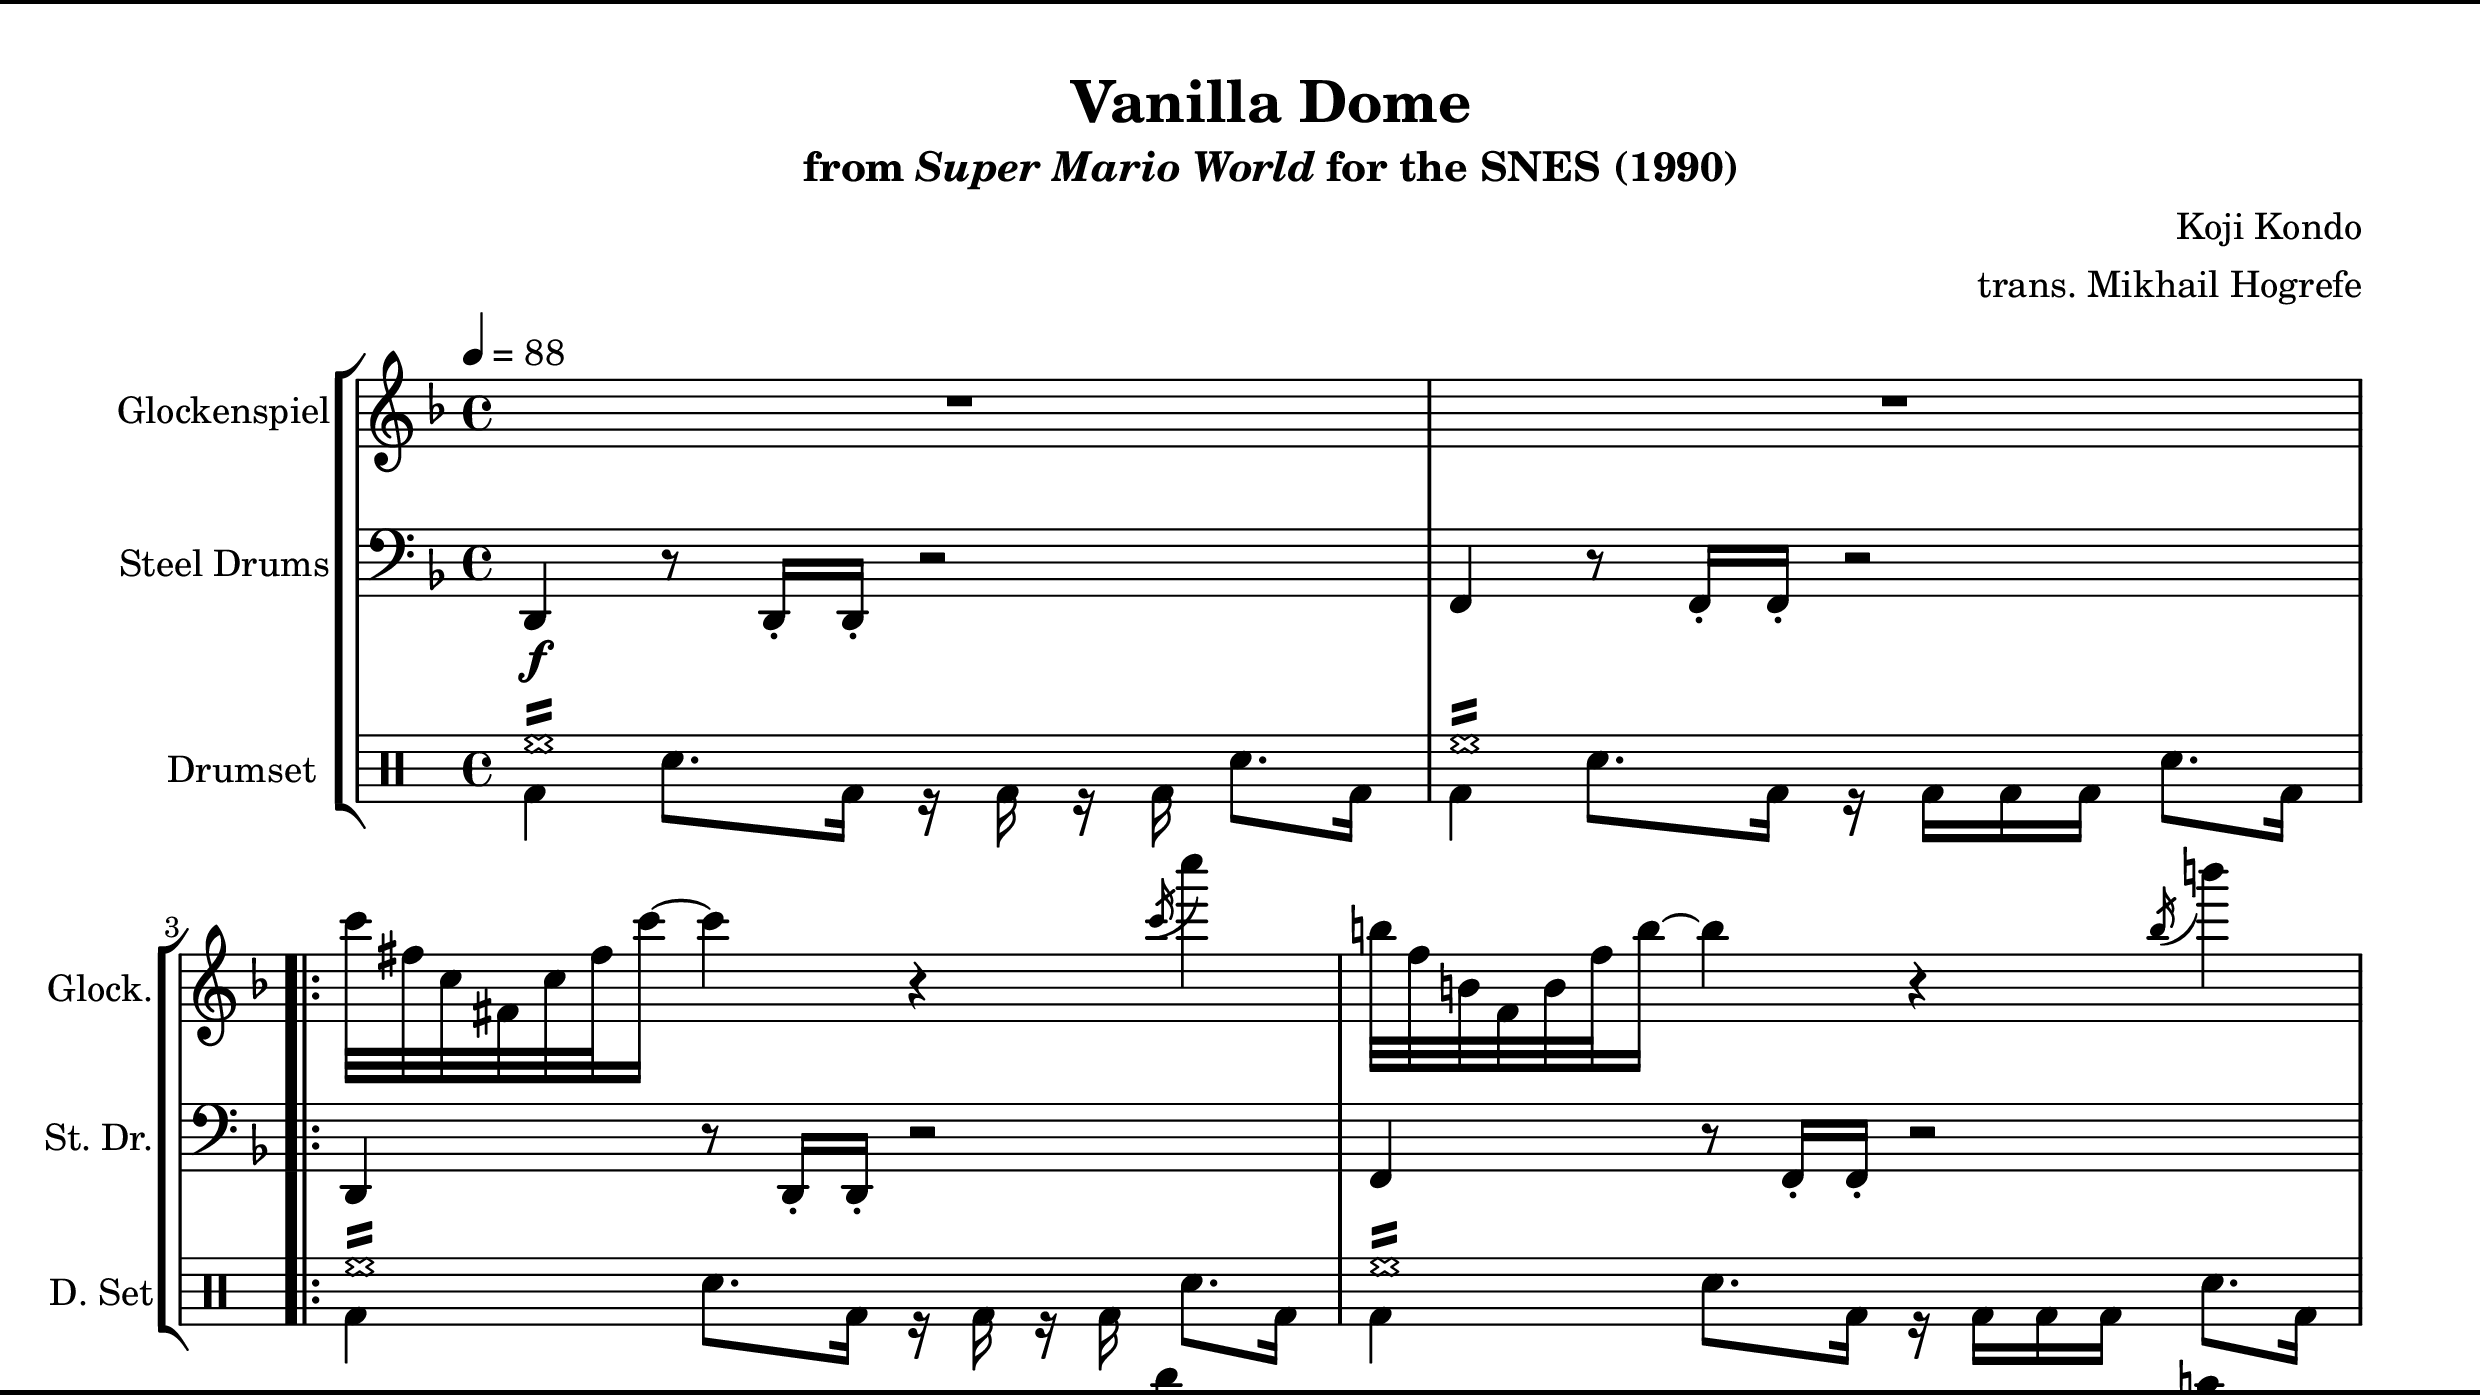 Vanilla Dome
from Super Mario World for the SNES (1990)
Koji Kondo
trans. Mikhail Hogrefe
= 88
Glockenspiel
Steel Drums
f
Drumset
3
Glock.
St. Dr.
D. Set